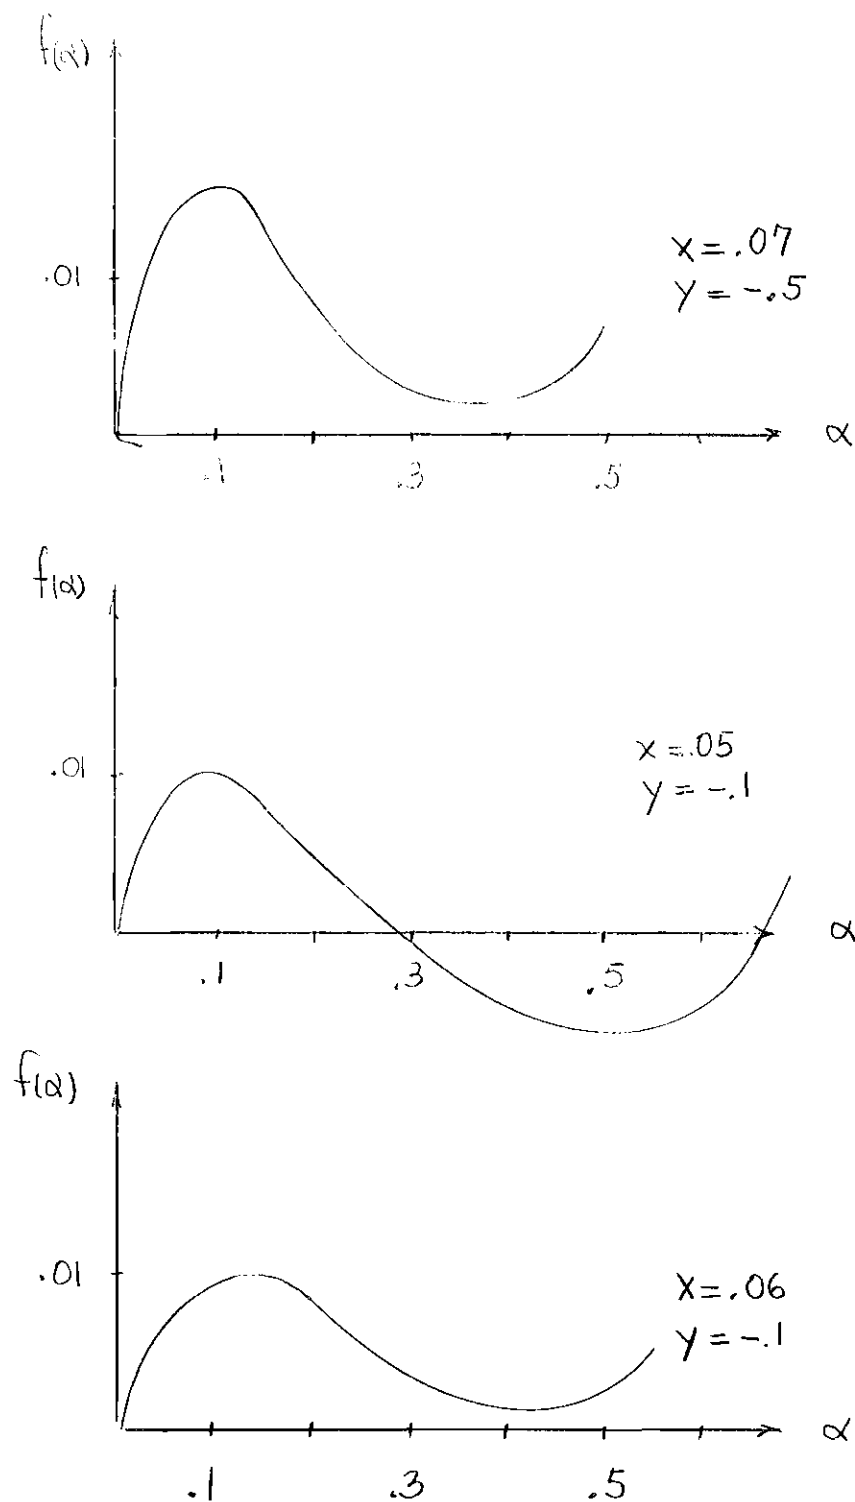 f(α)
.01
x=.07
y=-.5
α
.1 .3 .5
f(α)
.01
x=.05
y=-.1
α
.1 .3 .5
f(α)
.01
x=.06
y=-.1
α
.1 .3 .5